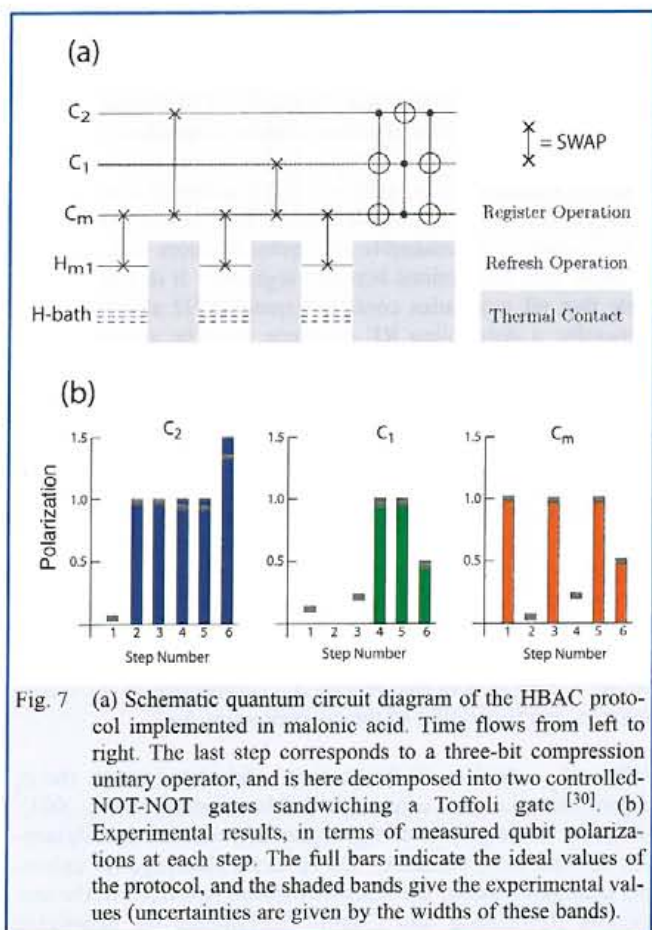 (a)
C2
C1
Cm
Hm1
H-bath
= SWAP
Register Operation
Refresh Operation
Thermal Contact
(b)
C2
C1
Cm
Polarization
1.5
1.0
0.5
1 2 3 4 5 6
Step Number
1.5
1.0
0.5
1 2 3 4 5 6
Step Number
1.5
1.0
0.5
1 2 3 4 5 6
Step Number
Fig. 7 (a) Schematic quantum circuit diagram of the HBAC proto-
col implemented in malonic acid. Time flows from left to
right. The last step corresponds to a three-bit compression
unitary operator, and is here decomposed into two controlled-
NOT-NOT gates sandwiching a Toffoli gate [30]. (b)
Experimental results, in terms of measured qubit polariza-
tions at each step. The full bars indicate the ideal values of
the protocol, and the shaded bands give the experimental val-
ues (uncertainties are given by the widths of these bands).